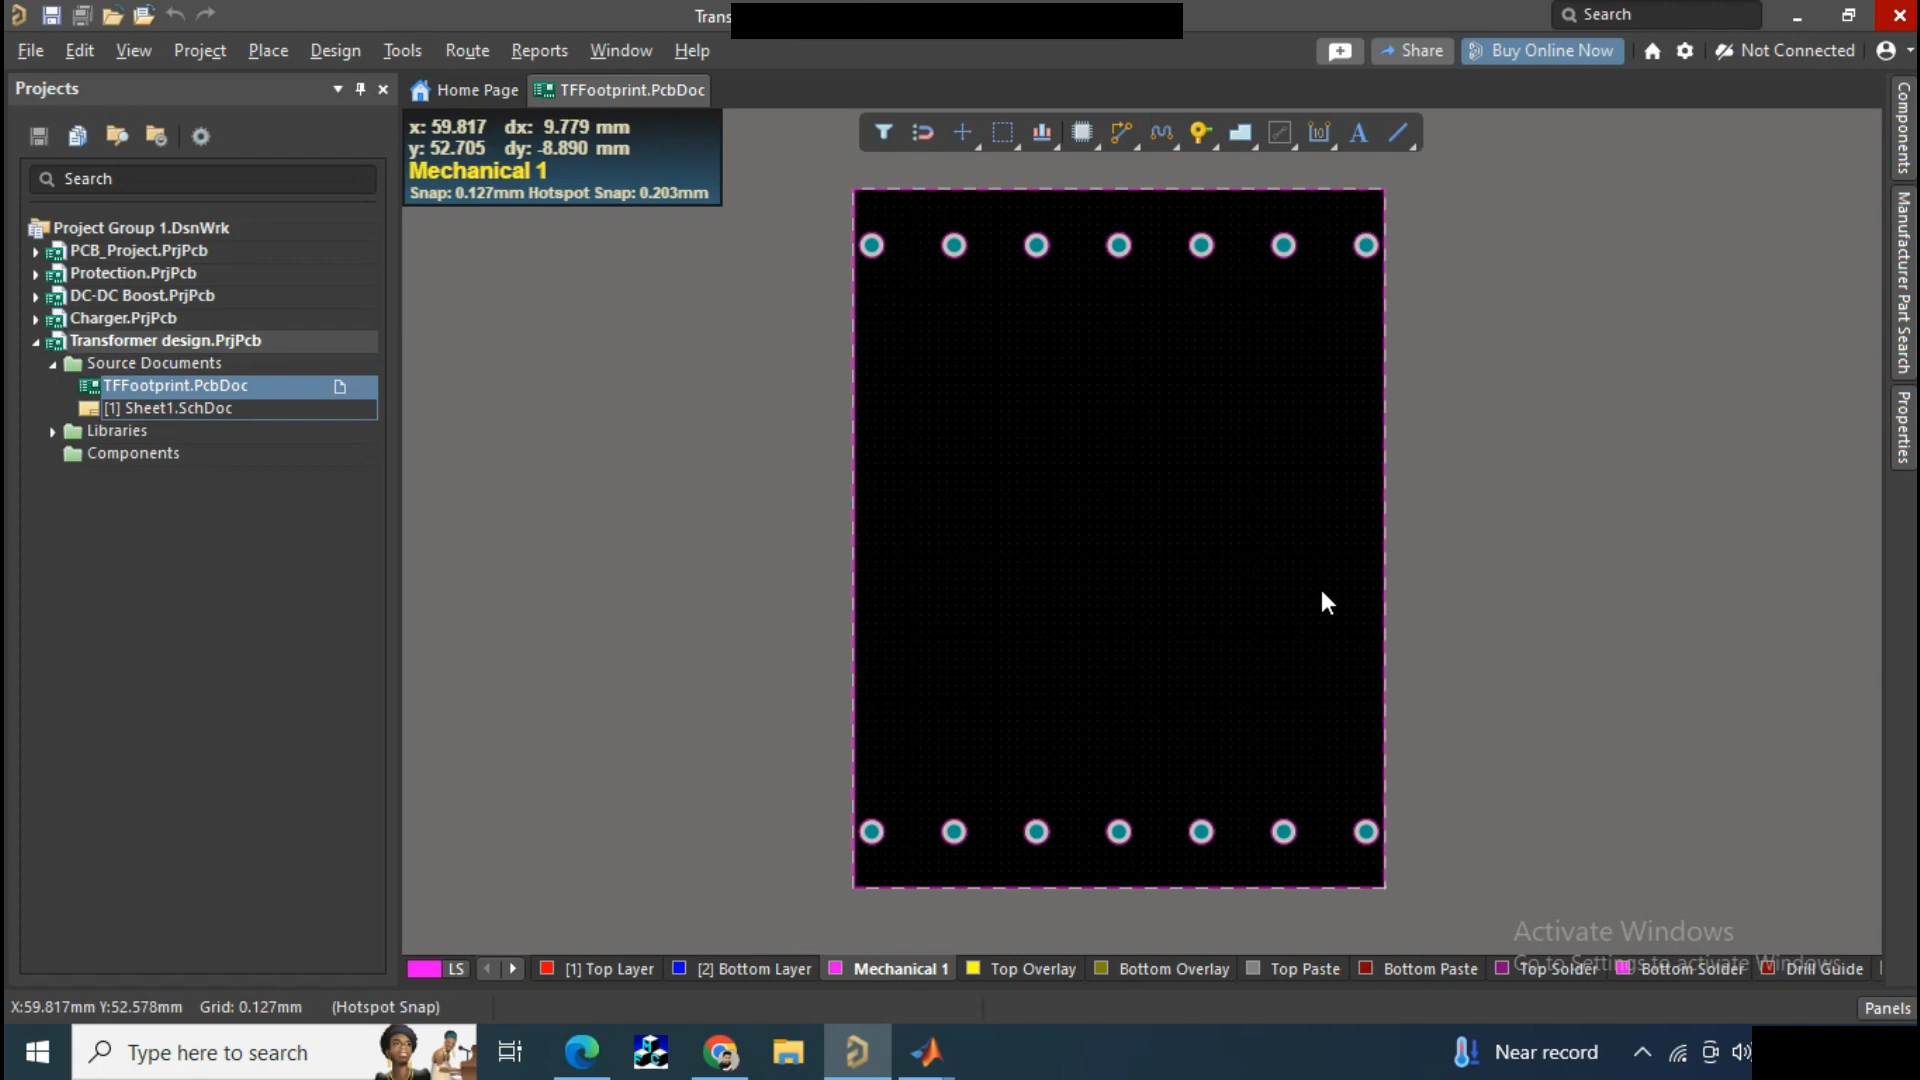 Trans
Search
File Edit View Project Place Design Tools Route Reports Window Help
Share Buy Online Now Not Connected
Projects
Home Page TFFootprint.PcbDoc
x: 59.817 dx: 9.779 mm
y: 52.705 dy: -8.890 mm
Mechanical 1
Snap: 0.127mm Hotspot Snap: 0.203mm
Search
Project Group 1.DsnWrk
PCB_Project.PrjPcb
Protection.PrjPcb
DC-DC Boost.PrjPcb
Charger.PrjPcb
Transformer design.PrjPcb
Source Documents
TFFootprint.PcbDoc
[1] Sheet1.SchDoc
Libraries
Components
Components
Manufacturer Part Search
Properties
Activate Windows
Go to Settings to activate Windows.
LS [1] Top Layer [2] Bottom Layer Mechanical 1 Top Overlay Bottom Overlay Top Paste Bottom Paste Top Solder Bottom Solder Drill Guide
X:59.817mm Y:52.578mm Grid: 0.127mm (Hotspot Snap)
Panels
Type here to search
Near record